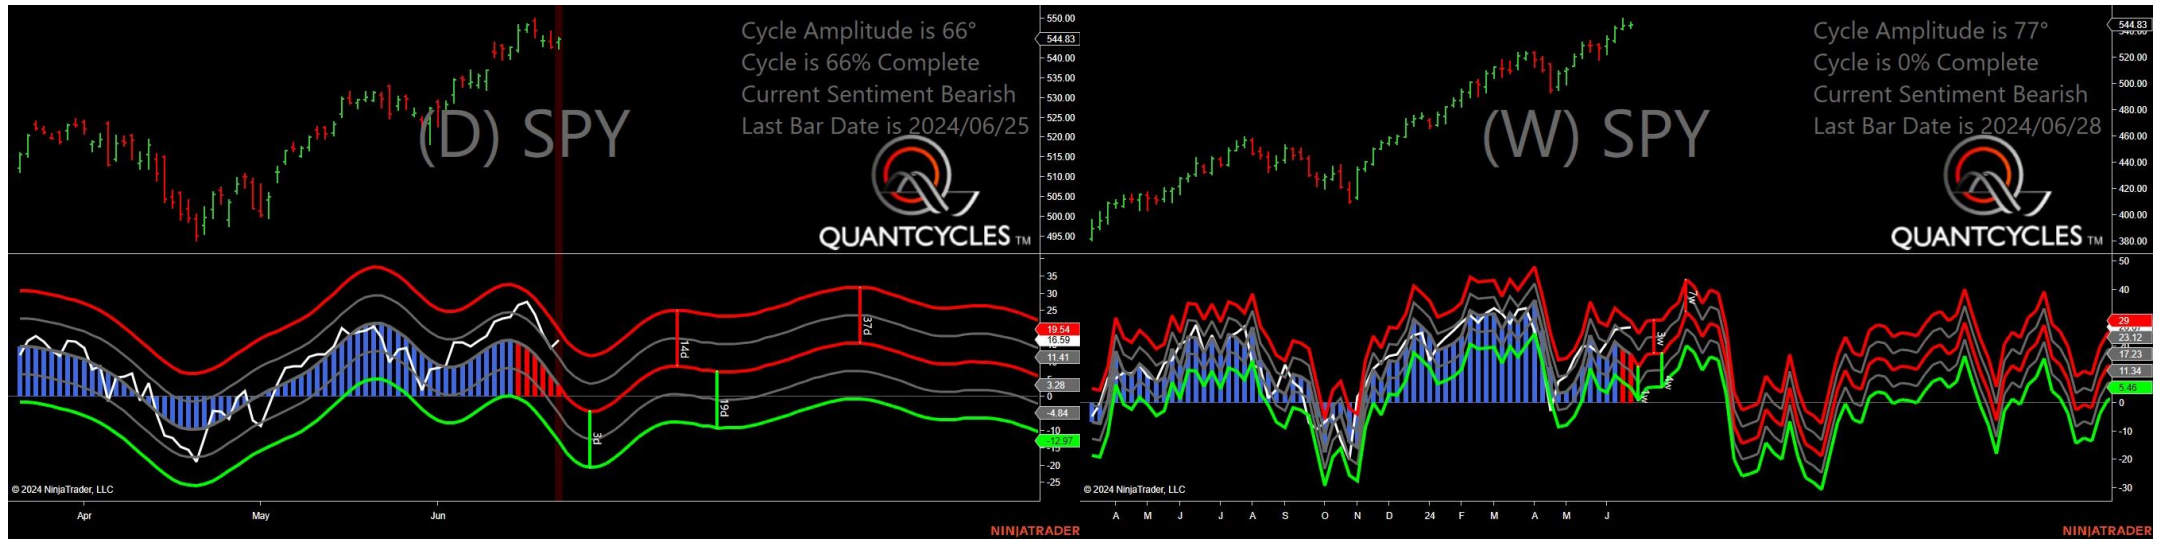 Cycle Amplitude is 66°
Cycle is 66% Complete
Current Sentiment Bearish
Last Bar Date is 2024/06/25
(D) SPY
QUANTCYCLES TM
550.00
544.83
540.00
535.00
530.00
525.00
520.00
515.00
510.00
505.00
500.00
495.00
35
30
25
19.54
16.59
11.41
3.28
0
-4.84
-10
-12.97
-15
-20
-25
3d
14d
19d
37d
© 2024 NinjaTrader, LLC
Apr May Jun
NINJATRADER
Cycle Amplitude is 77°
Cycle is 0% Complete
Current Sentiment Bearish
Last Bar Date is 2024/06/28
(W) SPY
QUANTCYCLES TM
544.83
520.00
500.00
480.00
460.00
440.00
420.00
400.00
380.00
50
40
29
23.12
17.23
11.34
5.46
0
-10
-20
-30
3w
7w
4w
© 2024 NinjaTrader, LLC
A M J J A S O N D 24 F M A M J
NINJATRADER